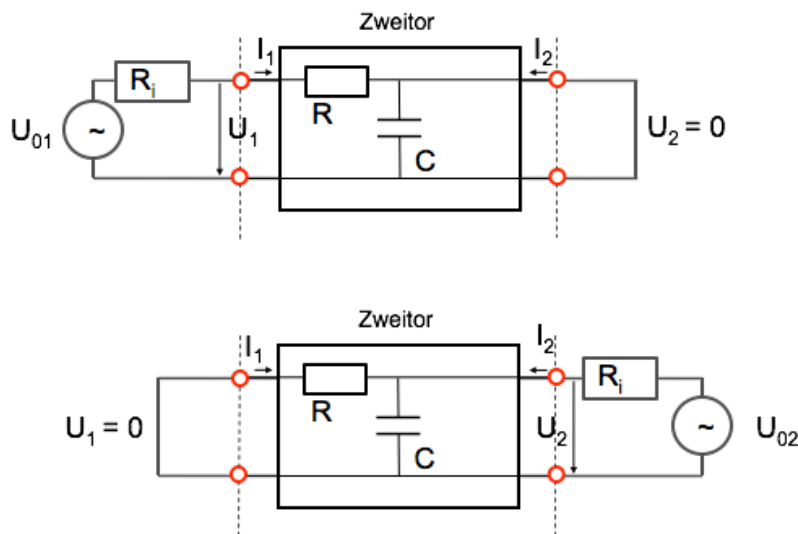 Zweitor
I₁
I₂
Rᵢ
R
U₀₁
~
U₁
U₂ = 0
C
Zweitor
I₁
I₂
R
Rᵢ
U₁ = 0
C
U₂
~
U₀₂